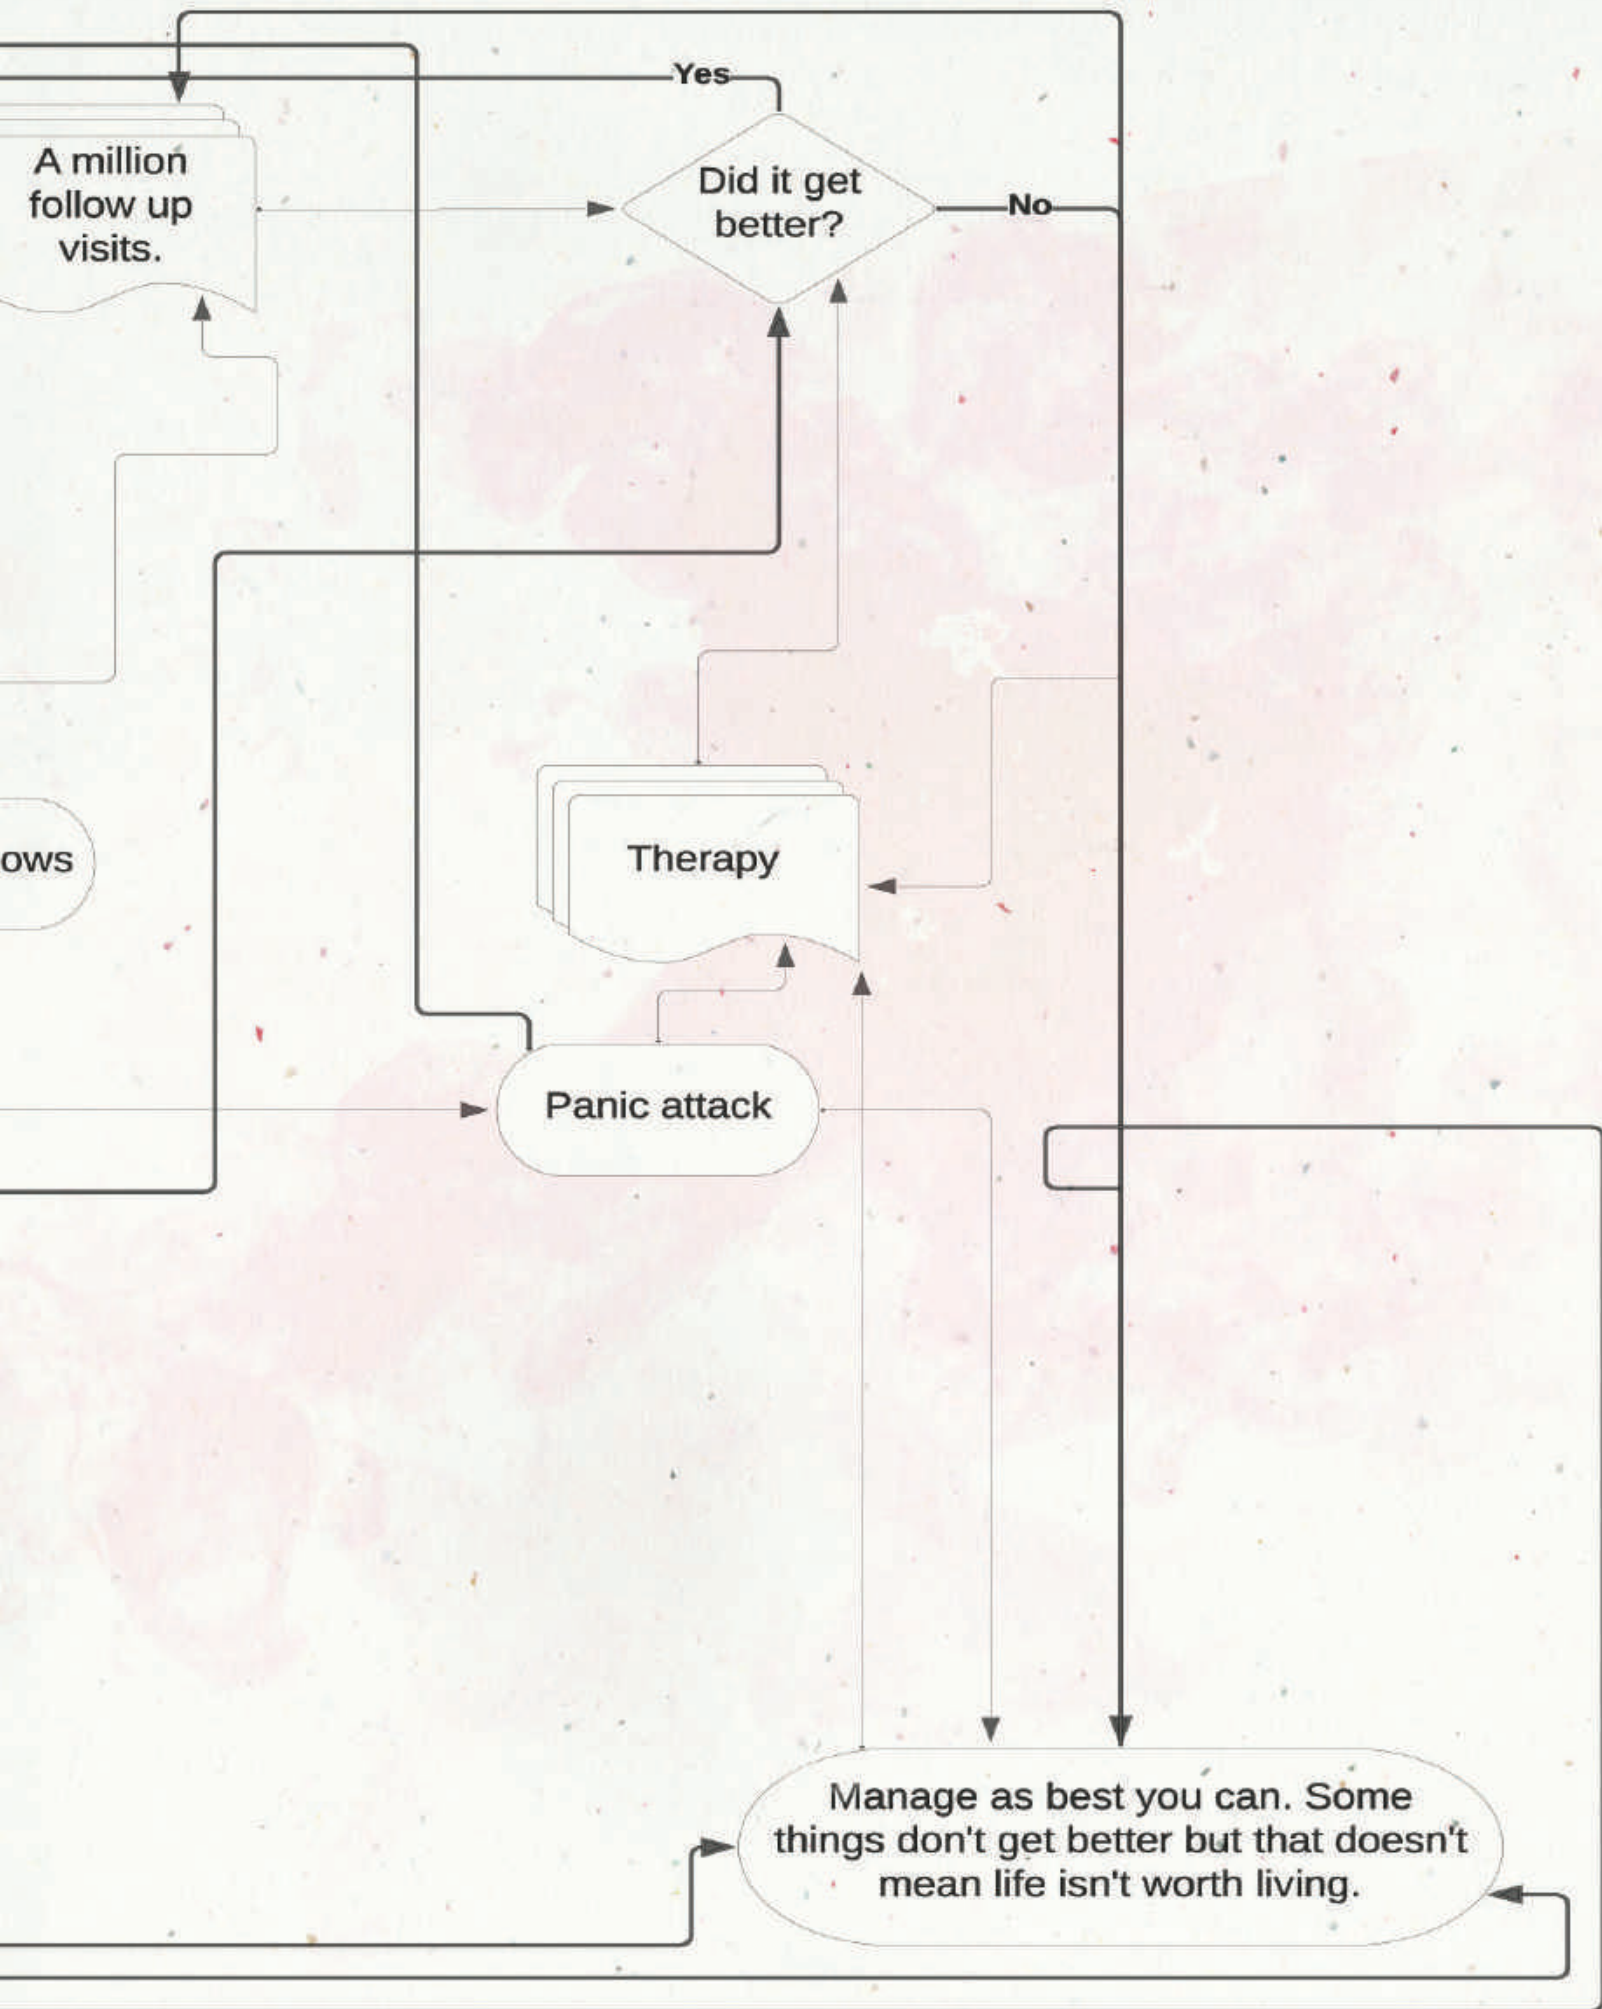 Yes
A million
follow up
visits.
Did it get
better?
No
ows
Therapy
Panic attack
Manage as best you can. Some
things don't get better but that doesn't
mean life isn't worth living.